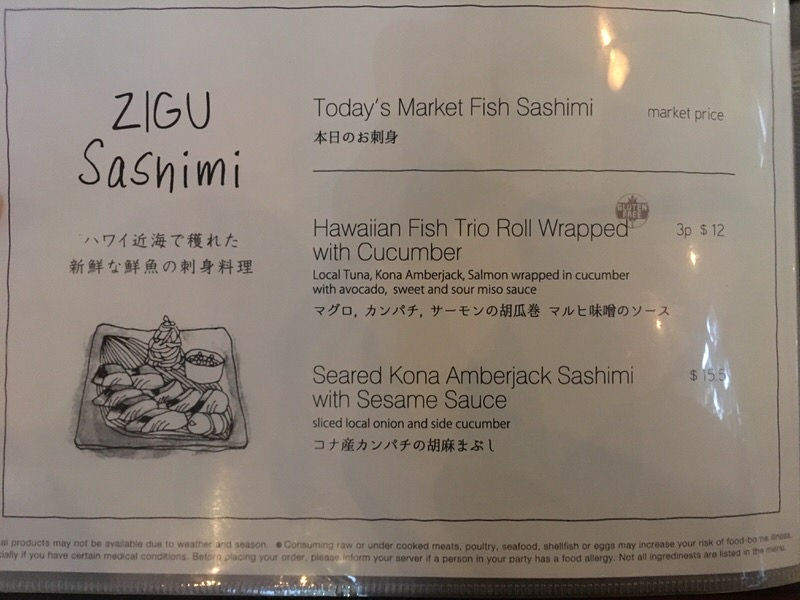 ZIGU
Sashimi
ハワイ近海で穫れた
新鮮な鮮魚の刺身料理
Today's Market Fish Sashimi
market price
本日のお刺身
GLUTEN
FREE
Hawaiian Fish Trio Roll Wrapped
3p $ 12
with Cucumber
Local Tuna, Kona Amberjack, Salmon wrapped in cucumber
with avocado, sweet and sour miso sauce
マグロ, カンパチ, サーモンの胡瓜巻 マルヒ味噌のソース
Seared Kona Amberjack Sashimi
$ 15.5
with Sesame Sauce
sliced local onion and side cucumber
コナ産カンパチの胡麻まぶし
products may not be available due to weather and season. ● Consuming raw or under cooked meats, poultry, seafood, shellfish or eggs may increase your risk of food-borne illness,
if you have certain medical conditions. Before placing your order, please inform your server if a person in your party has a food allergy. Not all ingredinests are listed in the menu.